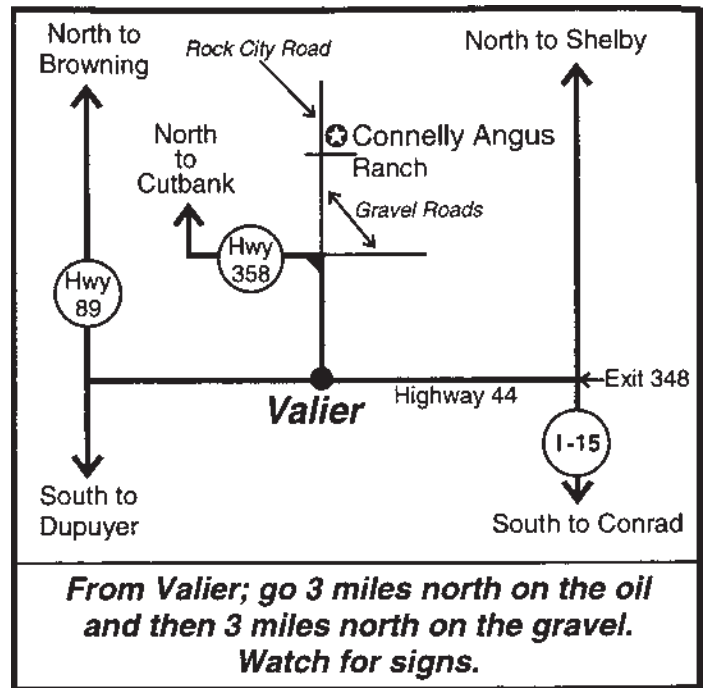 North to
Browning
Rock City Road
North to Shelby
North
to
Cutbank
Connelly Angus
Ranch
Gravel Roads
Hwy
358
Hwy
89
Valier
Highway 44
Exit 348
I-15
South to
Dupuyer
South to Conrad
From Valier; go 3 miles north on the oil
and then 3 miles north on the gravel.
Watch for signs.